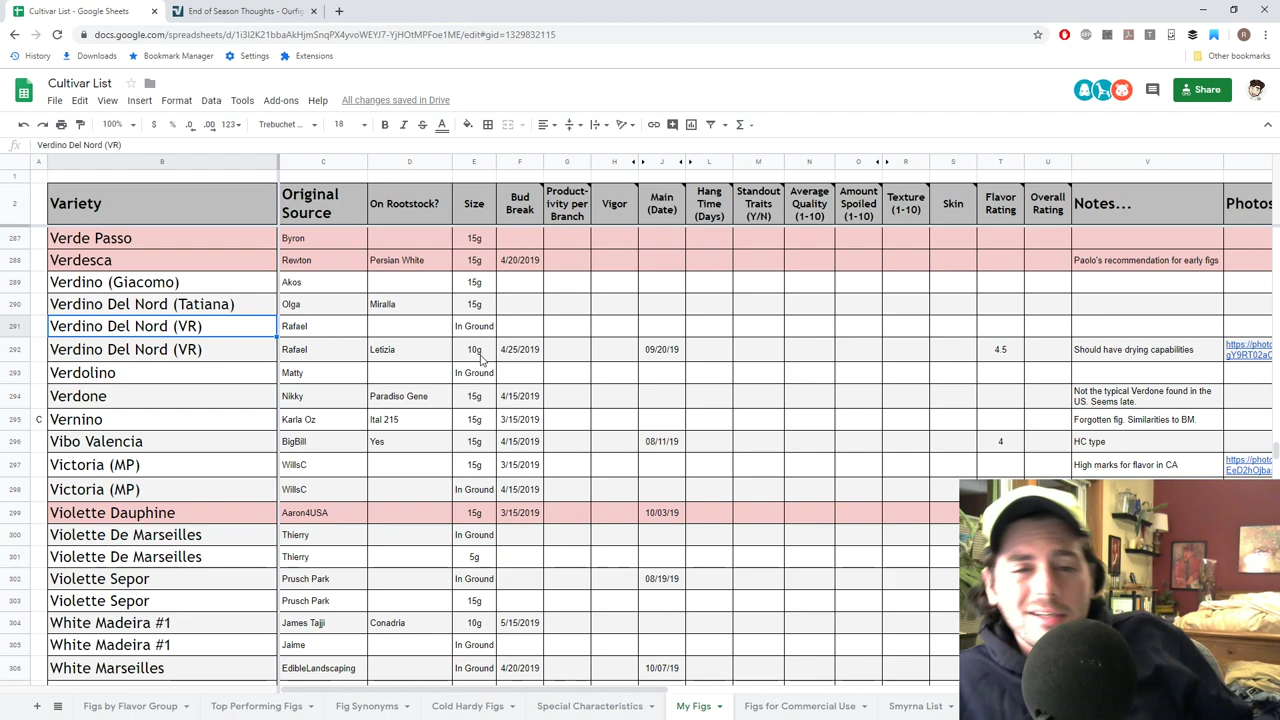 Cultivar List - Google Sheets
End of Season Thoughts - Ourfig
docs.google.com/spreadsheets/d/1i3I2K21bbaAkHjmSnqPX4yvoWEYJ7-YjHOtMPFoe1ME/edit#gid=1329832115
History Downloads Bookmark Manager Settings Extensions Other bookmarks
Cultivar List
File Edit View Insert Format Data Tools Add-ons Help All changes saved in Drive
Share
100% $ % .0 .00 123 Trebuchet ... 18 B I S A
fx Verdino Del Nord (VR)
A B C D E F G H J L M N O R S T U V
1
2 Variety Original Source On Rootstock? Size Bud Break Product-ivity per Branch Vigor Main (Date) Hang Time (Days) Standout Traits (Y/N) Average Quality (1-10) Amount Spoiled (1-10) Texture (1-10) Skin Flavor Rating Overall Rating Notes... Photos
287 Verde Passo Byron 15g
288 Verdesca Rewton Persian White 15g 4/20/2019 Paolo's recommendation for early figs
289 Verdino (Giacomo) Akos 15g
290 Verdino Del Nord (Tatiana) Olga Miralla 15g
291 Verdino Del Nord (VR) Rafael In Ground
292 Verdino Del Nord (VR) Rafael Letizia 10g 4/25/2019 09/20/19 4.5 Should have drying capabilities https://photo gY9RT02aC
293 Verdolino Matty In Ground
294 Verdone Nikky Paradiso Gene 15g 4/15/2019 Not the typical Verdone found in the US. Seems late.
295 C Vernino Karla Oz Ital 215 15g 3/15/2019 Forgotten fig. Similarities to BM.
296 Vibo Valencia BigBill Yes 15g 4/15/2019 08/11/19 4 HC type
297 Victoria (MP) WillsC 15g 3/15/2019 High marks for flavor in CA https://photo EeD2hOjba
298 Victoria (MP) WillsC In Ground 4/15/2019
299 Violette Dauphine Aaron4USA 15g 3/15/2019 10/03/19
300 Violette De Marseilles Thierry In Ground
301 Violette De Marseilles Thierry 5g
302 Violette Sepor Prusch Park In Ground 08/19/19
303 Violette Sepor Prusch Park 15g
304 White Madeira #1 James Tajji Conadria 10g 5/15/2019
305 White Madeira #1 Jaime In Ground
306 White Marseilles EdibleLandscaping In Ground 4/20/2019 10/07/19
Figs by Flavor Group Top Performing Figs Fig Synonyms Cold Hardy Figs Special Characteristics My Figs Figs for Commercial Use Smyrna List